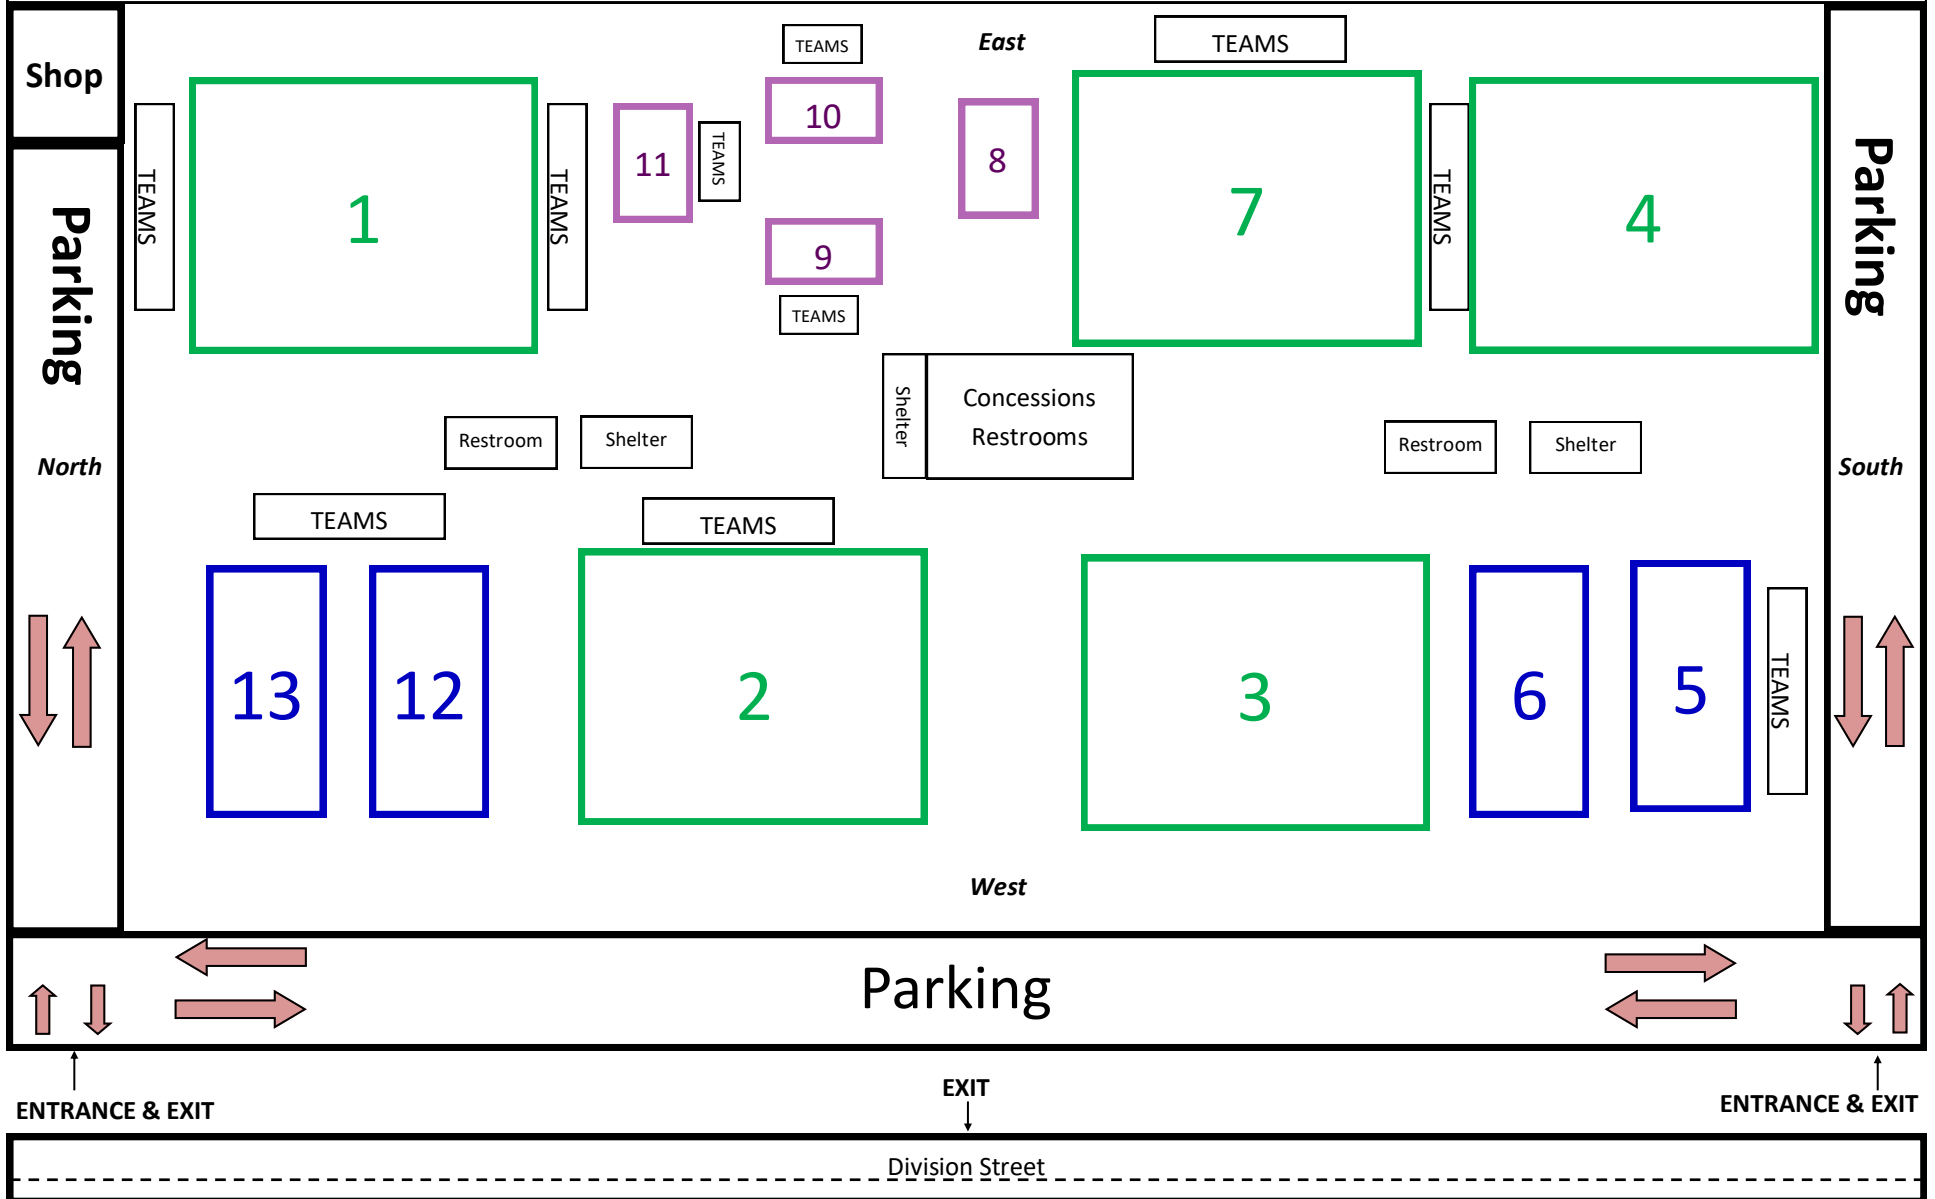 TEAMS
East
TEAMS
Shop
10
TEAMS
TEAMS
11
TEAMS
8
TEAMS
Parking
Parking
1
7
4
9
TEAMS
Shelter
Concessions
Restrooms
Restroom
Shelter
Restroom
Shelter
North
South
TEAMS
TEAMS
13
12
2
3
6
5
TEAMS
West
Parking
ENTRANCE & EXIT
EXIT
ENTRANCE & EXIT
Division Street